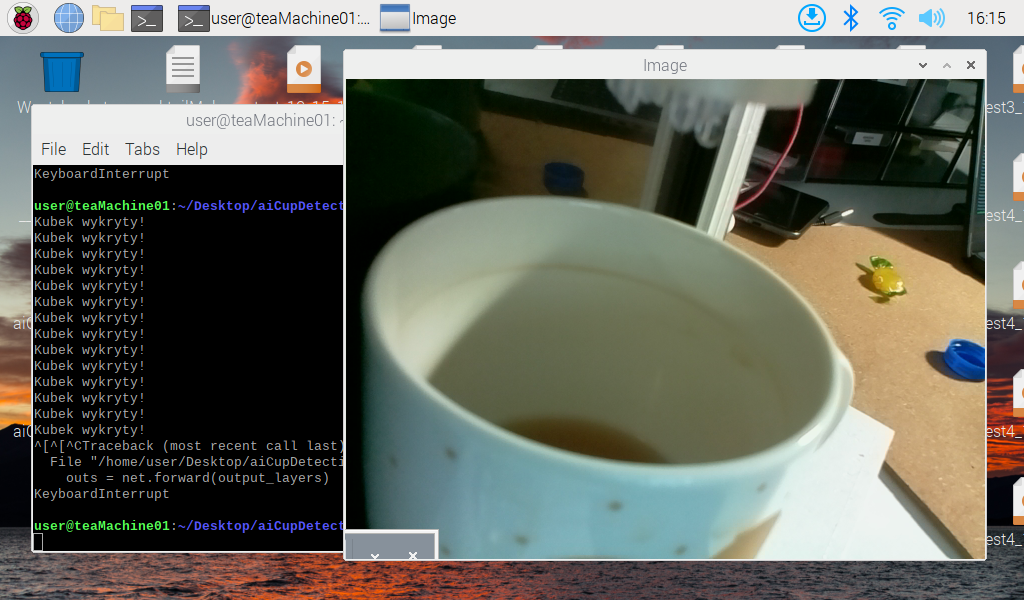 user@teaMachine01:...
Image
16:15
Image
user@teaMachine01: ~
File Edit Tabs Help
KeyboardInterrupt
user@teaMachine01:~/Desktop/aiCupDetect
Kubek wykryty!
Kubek wykryty!
Kubek wykryty!
Kubek wykryty!
Kubek wykryty!
Kubek wykryty!
Kubek wykryty!
Kubek wykryty!
Kubek wykryty!
Kubek wykryty!
Kubek wykryty!
Kubek wykryty!
Kubek wykryty!
Kubek wykryty!
^[^[^CTraceback (most recent call last)
File "/home/user/Desktop/aiCupDetecti
outs = net.forward(output_layers)
KeyboardInterrupt
user@teaMachine01:~/Desktop/aiCupDetect
est3_
est4_
est4_
est4_
est4_